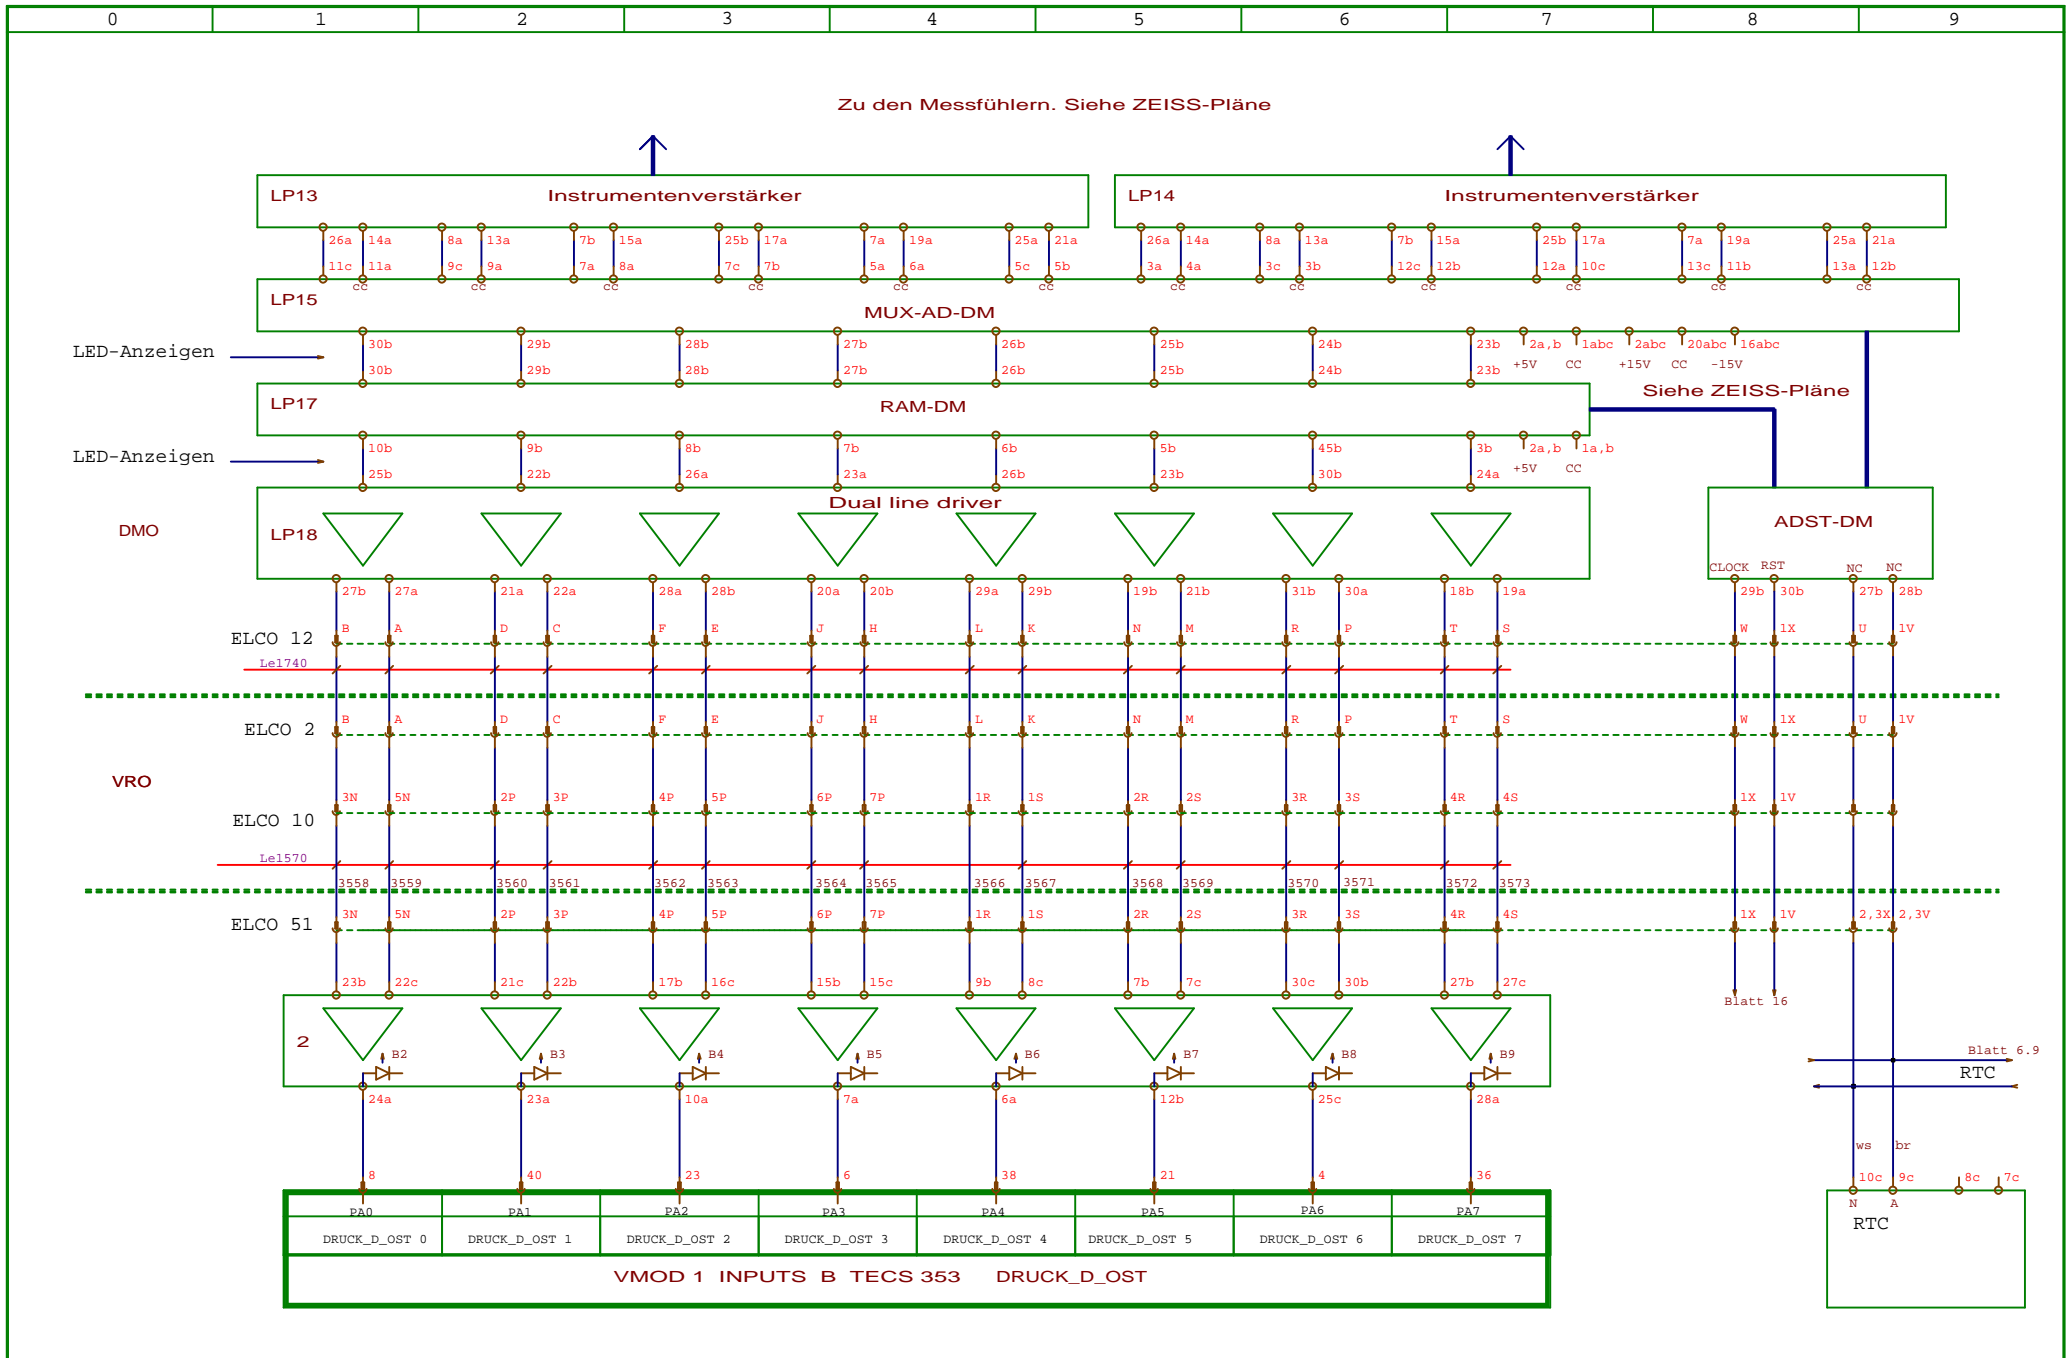 0 1 2 3 4 5 6 7 8 9
Zu den Messfühlern. Siehe ZEISS-Pläne
LP13 Instrumentenverstärker LP14 Instrumentenverstärker
26a 14a 8a 13a 7b 15a 25b 17a 7a 19a 25a 21a 26a 14a 8a 13a 7b 15a 25b 17a 7a 19a 25a 21a
11c 11a 9c 9a 7a 8a 7c 7b 5a 6a 5c 5b 3a 4a 3c 3b 12c 12b 12a 10c 13c 11b 13a 12b
cc cc cc cc cc cc cc cc cc cc cc cc
LP15 MUX-AD-DM
30b 29b 28b 27b 26b 25b 24b 23b 2a,b 1abc 2abc 20abc 16abc
LED-Anzeigen
30b 29b 28b 27b 26b 25b 24b 23b +5V CC +15V CC -15V
Siehe ZEISS-Pläne
LP17 RAM-DM
10b 9b 8b 7b 6b 5b 45b 3b 2a,b 1a,b
LED-Anzeigen
25b 22b 26a 23a 26b 23b 30b 24a +5V CC
Dual line driver
DMO LP18 ADST-DM
CLOCK RST NC NC
27b 27a 21a 22a 28a 28b 20a 20b 29a 29b 19b 21b 31b 30a 18b 19a 29b 30b 27b 28b
ELCO 12 B A D C F E J H L K N M R P T S W 1X U 1V
Le1740
ELCO 2 B A D C F E J H L K N M R P T S W 1X U 1V
VRO
ELCO 10 3N 5N 2P 3P 4P 5P 6P 7P 1R 1S 2R 2S 3R 3S 4R 4S 1X 1V
Le1570
3558 3559 3560 3561 3562 3563 3564 3565 3566 3567 3568 3569 3570 3571 3572 3573
ELCO 51 3N 5N 2P 3P 4P 5P 6P 7P 1R 1S 2R 2S 3R 3S 4R 4S 1X 1V 2,3X 2,3V
23b 22c 21c 22b 17b 16c 15b 15c 9b 8c 7b 7c 30c 30b 27b 27c
Blatt 16
2
B2 B3 B4 B5 B6 B7 B8 B9
Blatt 6.9
RTC
24a 23a 10a 7a 6a 12b 25c 28a
ws br
8 40 23 6 38 21 4 36
10c 9c 8c 7c
N A
PA0 PA1 PA2 PA3 PA4 PA5 PA6 PA7
RTC
DRUCK_D_OST 0 DRUCK_D_OST 1 DRUCK_D_OST 2 DRUCK_D_OST 3 DRUCK_D_OST 4 DRUCK_D_OST 5 DRUCK_D_OST 6 DRUCK_D_OST 7
VMOD 1 INPUTS B TECS 353 DRUCK_D_OST